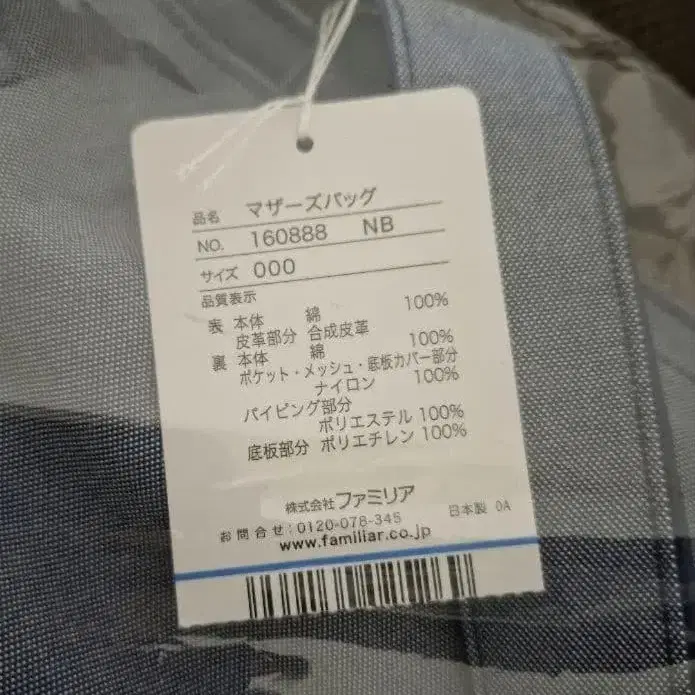 品名 マザーズバッグ
NO. 160888 NB
サイズ 000
品質表示
表 本体 綿 100%
皮革部分 合成皮革
裏 本体 綿 100%
ポケット・メッシュ・底板カバー部分
ナイロン 100%
パイピング部分
ポリエステル 100%
底板部分 ポリエチレン 100%
株式会社ファミリア
お問合せ:0120-078-345 日本製 0A
www.familiar.co.jp